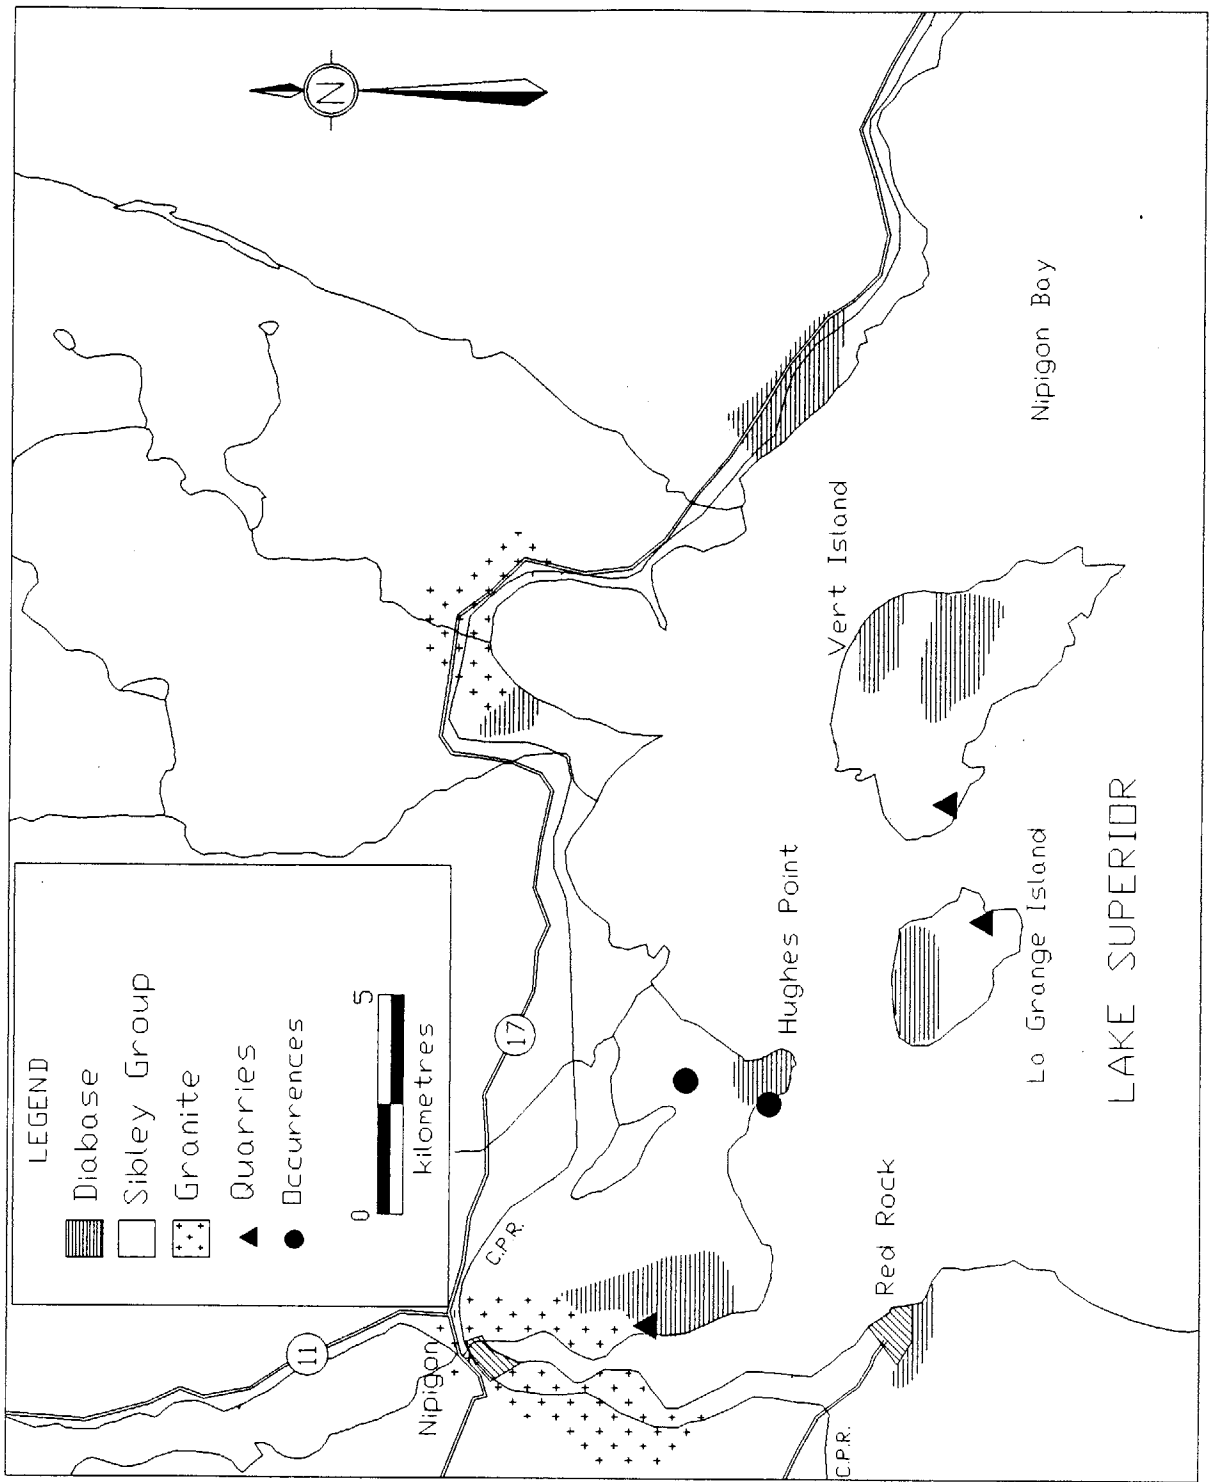 LEGEND
Diabase
Sibley Group
Granite
Quarries
Occurrences
0 5
kilometres
N
11
17
Nipigon
C.P.R.
Red Rock
C.P.R.
Hughes Point
Vert Island
La Grange Island
Nipigon Bay
LAKE SUPERIOR